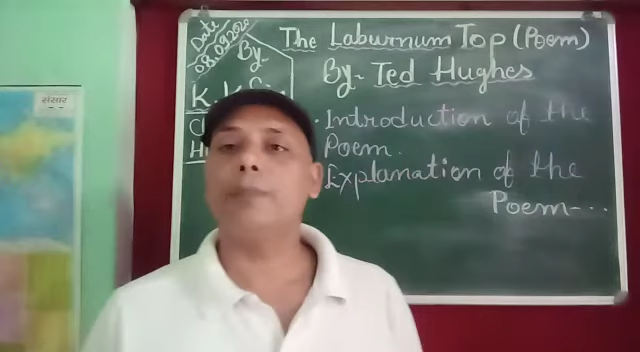 Date
03.09.2020
By-
K. K.
The Laburnum Top (Poem)
By- Ted Hughes
Introduction of the
Poem.
Explanation of the
Poem-...
संसार